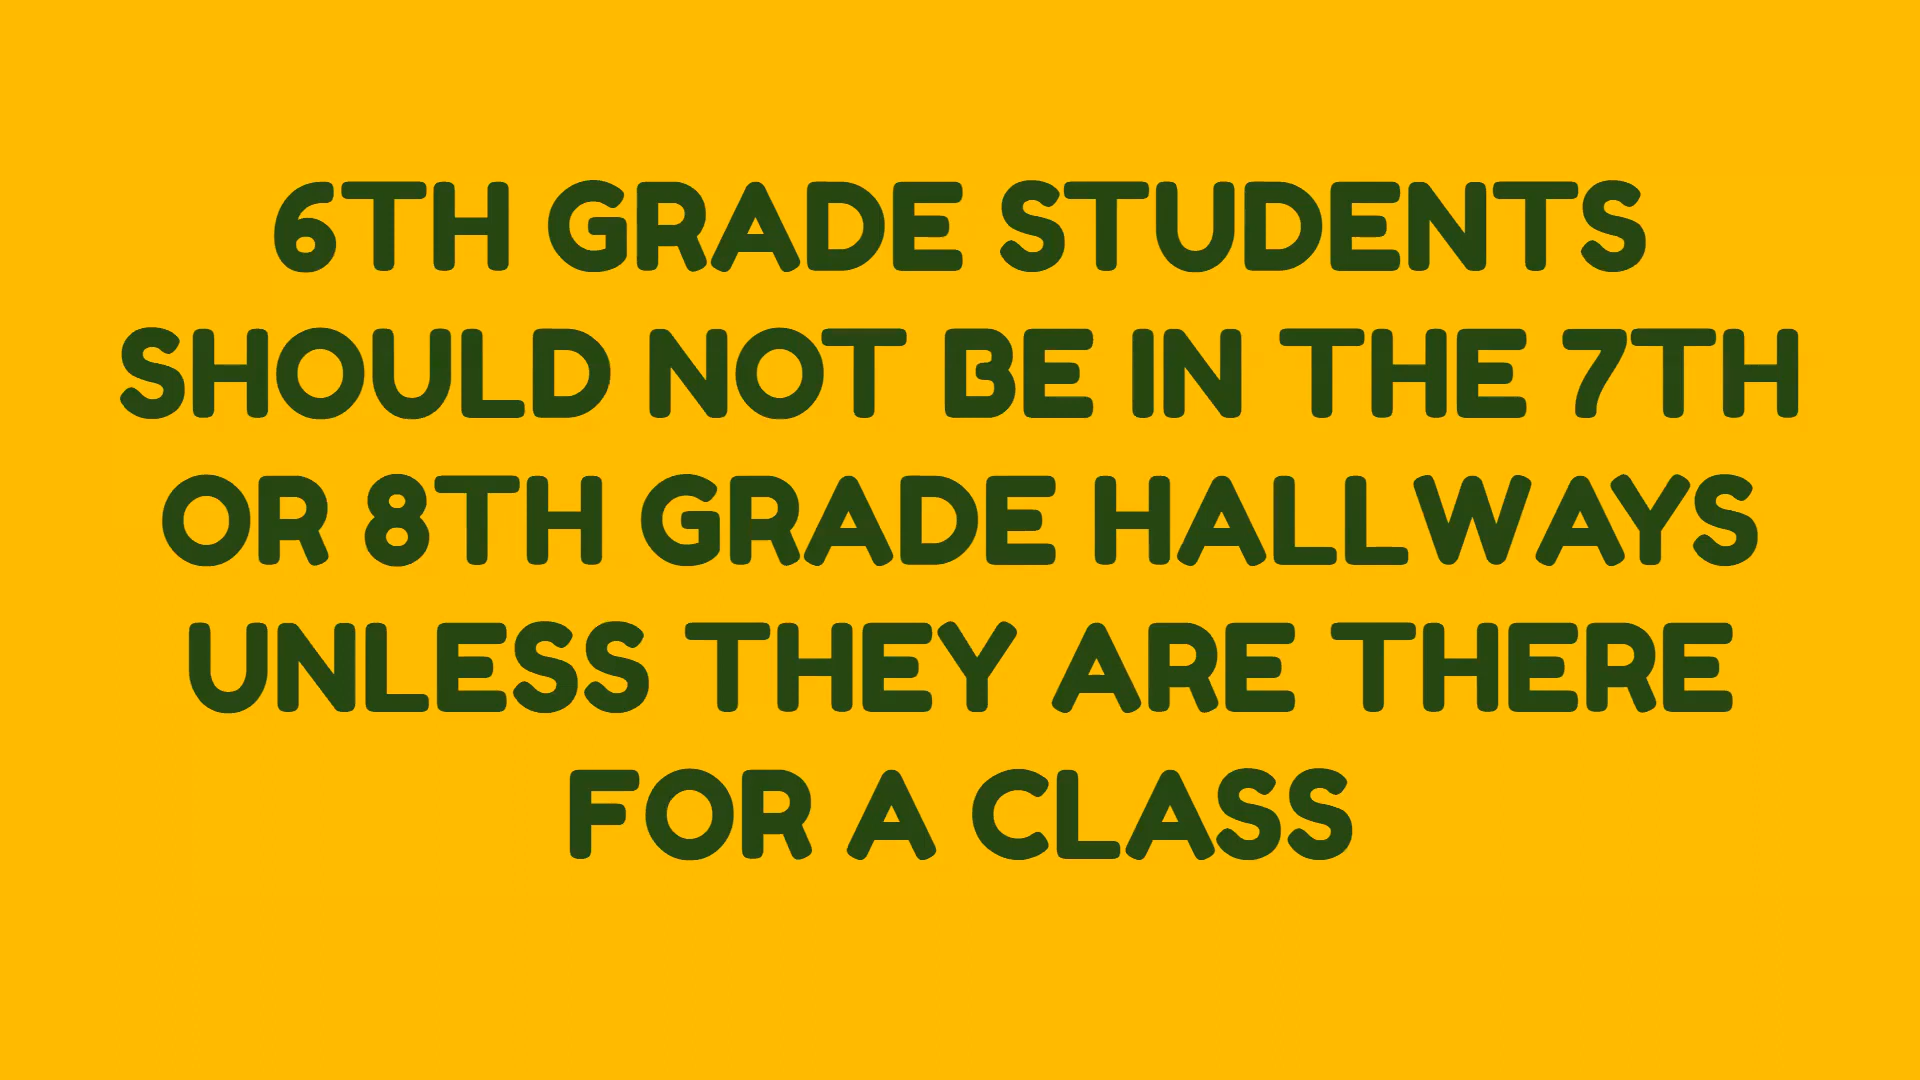 6TH GRADE STUDENTS
SHOULD NOT BE IN THE 7TH
OR 8TH GRADE HALLWAYS
UNLESS THEY ARE THERE
FOR A CLASS